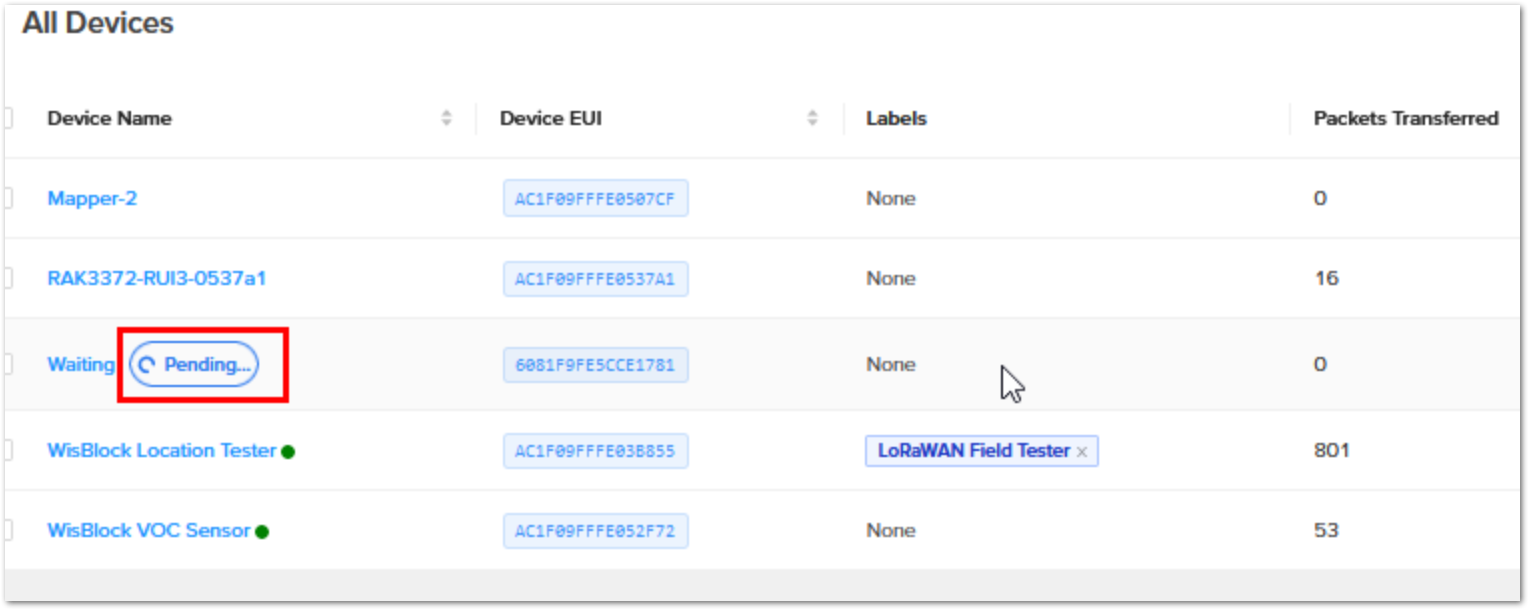 All Devices
Device Name Device EUI Labels Packets Transferred
Mapper-2 AC1F09FFFE0507CF None 0
RAK3372-RUI3-0537a1 AC1F09FFFE0537A1 None 16
Waiting Pending... 6081F9FE5CCE1781 None 0
WisBlock Location Tester AC1F09FFFE03B855 LoRaWAN Field Tester × 801
WisBlock VOC Sensor AC1F09FFFE052F72 None 53